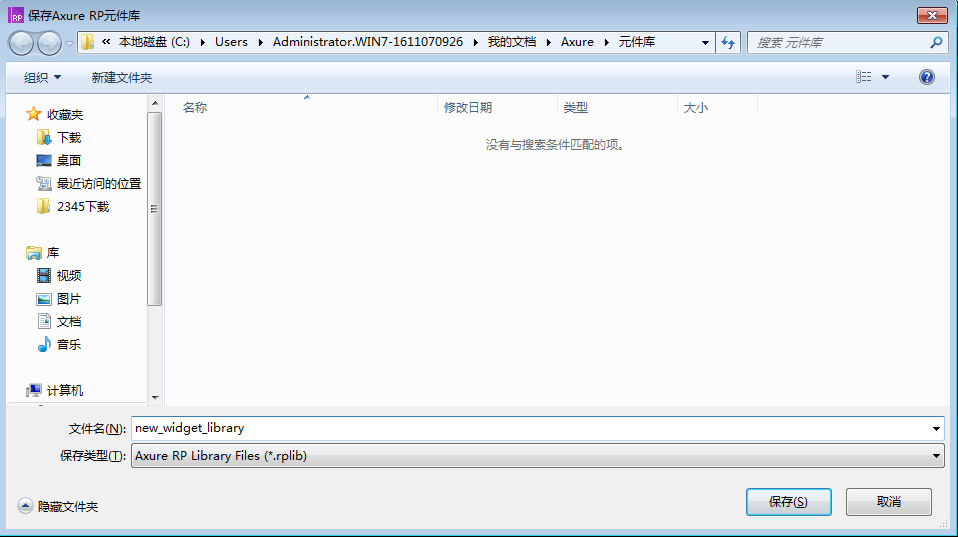 保存Axure RP元件库
« 本地磁盘 (C:) Users Administrator.WIN7-1611070926 我的文档 Axure 元件库 搜索 元件库
组织 新建文件夹
名称 修改日期 类型 大小
没有与搜索条件匹配的项。
收藏夹
下载
桌面
最近访问的位置
2345下载
库
视频
图片
文档
音乐
计算机
文件名(N): new_widget_library
保存类型(T): Axure RP Library Files (*.rplib)
隐藏文件夹 保存(S) 取消